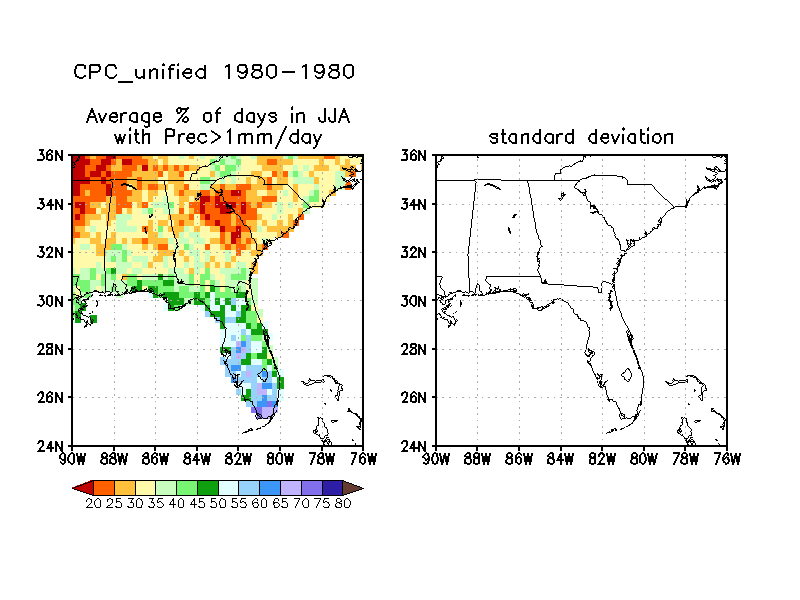 CPC_unified 1980-1980
Average % of days in JJA
with Prec>1mm/day
standard deviation
36N
34N
32N
30N
28N
26N
24N
90W 88W 86W 84W 82W 80W 78W 76W
36N
34N
32N
30N
28N
26N
24N
90W 88W 86W 84W 82W 80W 78W 76W
20 25 30 35 40 45 50 55 60 65 70 75 80